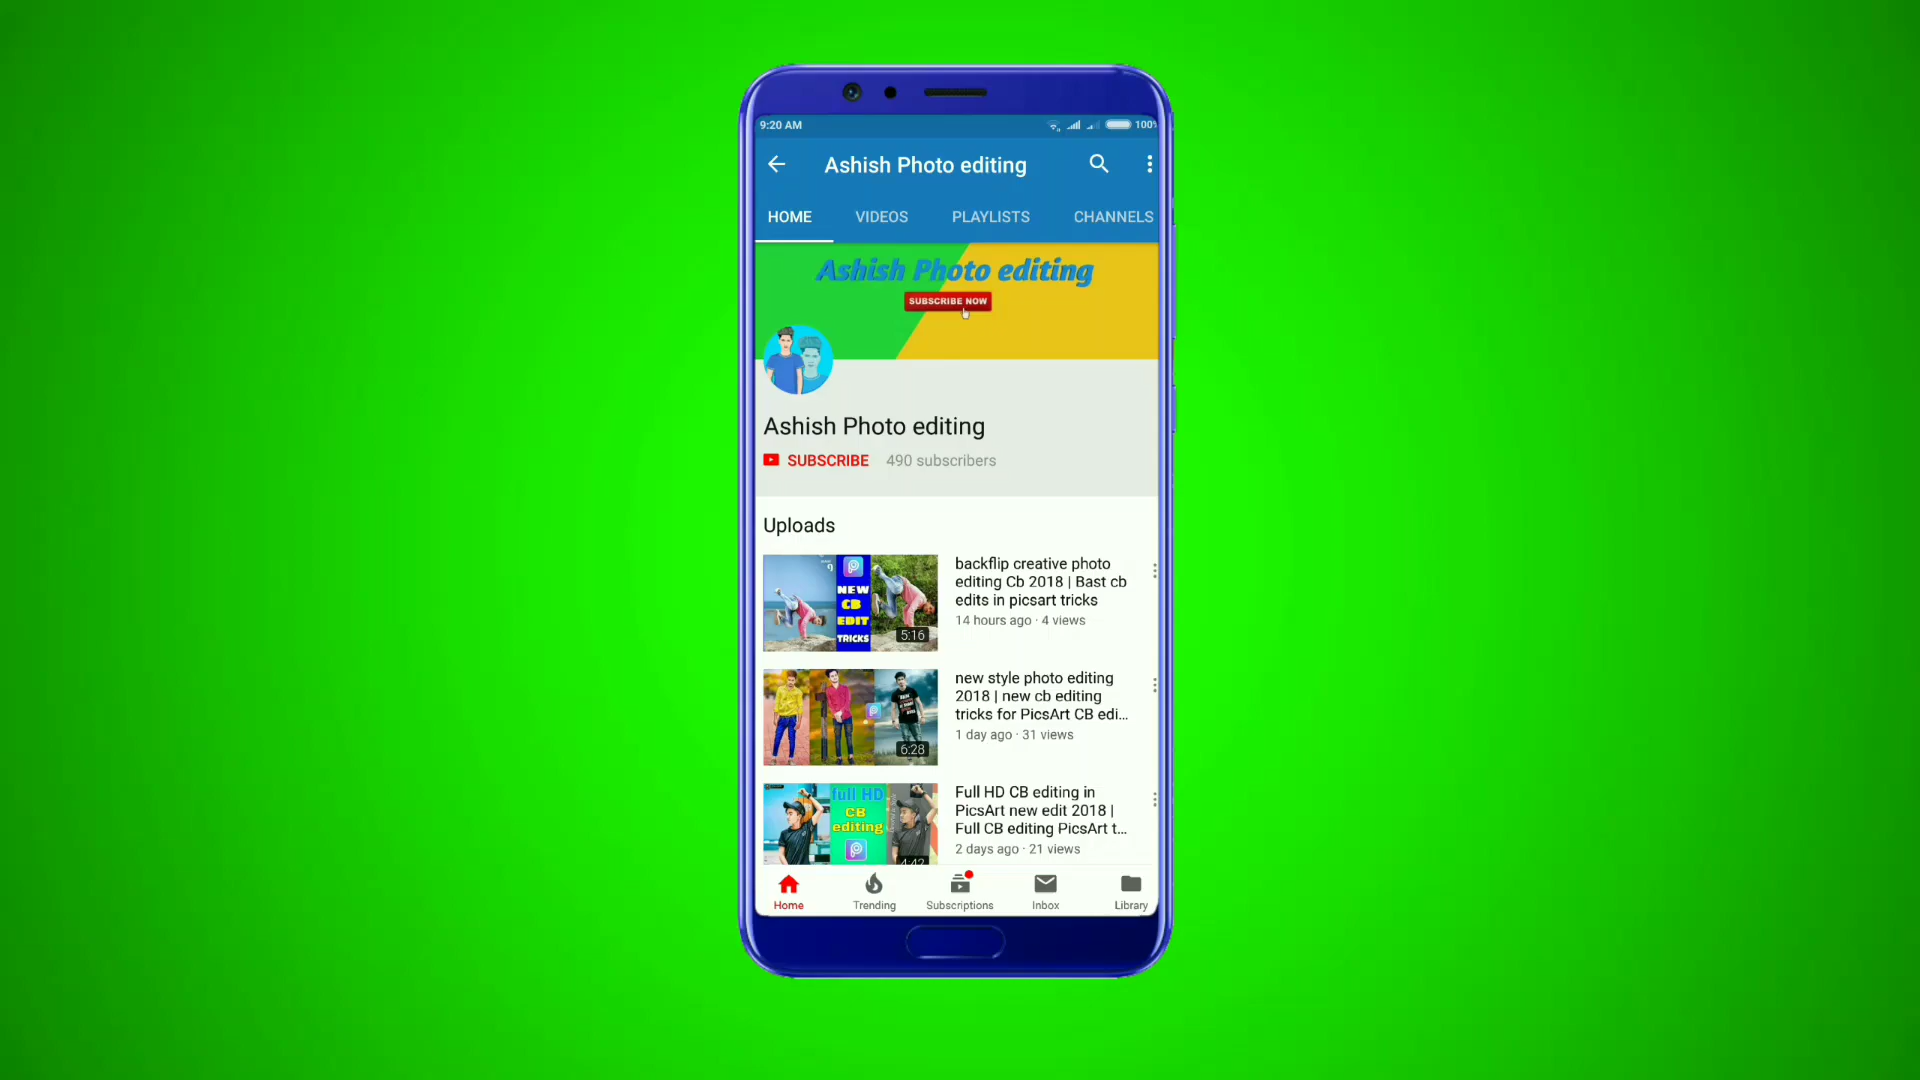 9:20 AM
100%
Ashish Photo editing
HOME VIDEOS PLAYLISTS CHANNELS
Ashish Photo editing
SUBSCRIBE NOW
Ashish Photo editing
SUBSCRIBE 490 subscribers
Uploads
NEW
CB
EDIT
TRICKS
5:16
backflip creative photo
editing Cb 2018 | Bast cb
edits in picsart tricks
14 hours ago · 4 views
6:28
new style photo editing
2018 | new cb editing
tricks for PicsArt CB edi...
1 day ago · 31 views
full HD
CB
editing
4:42
Full HD CB editing in
PicsArt new edit 2018 |
Full CB editing PicsArt t...
2 days ago · 21 views
Home Trending Subscriptions Inbox Library